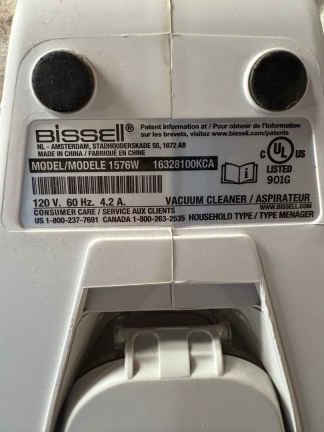 BISSELL®
Patent information at / Pour obtenir de l'information
sur les brevets, visitez www.bissell.com/patents
NL - AMSTERDAM, STADHOUDERSKADE 55, 1072 AB
MADE IN CHINA / FABRIQUÉ EN CHINE
MODEL/MODELE 1576W 16328100KCA
C UL US
LISTED
901G
120 V. 60 Hz. 4.2 A. VACUUM CLEANER / ASPIRATEUR
WWW.BISSELL.COM
CONSUMER CARE / SERVICE AUX CLIENTS
US 1-800-237-7691 CANADA 1-800-263-2535 HOUSEHOLD TYPE / TYPE MENAGER